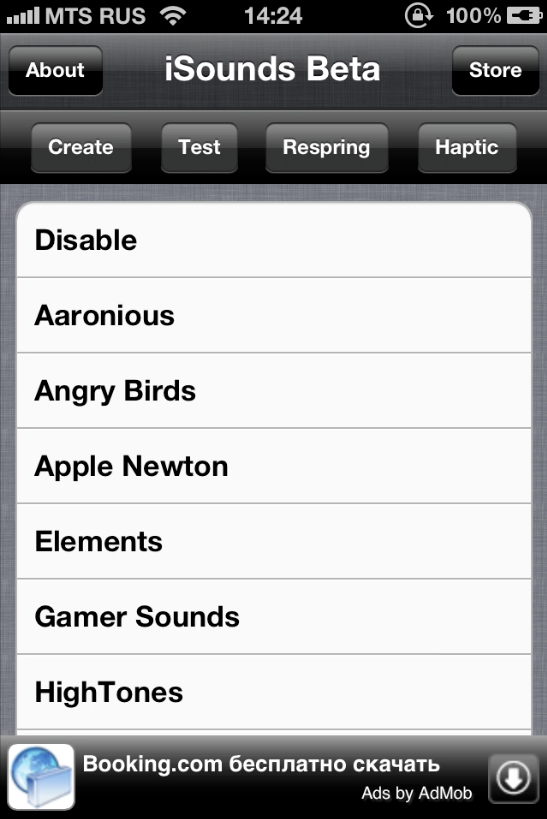 MTS RUS 14:24 100%
About iSounds Beta Store
Create Test Respring Haptic
Disable
Aaronious
Angry Birds
Apple Newton
Elements
Gamer Sounds
HighTones
Booking.com бесплатно скачать
Ads by AdMob